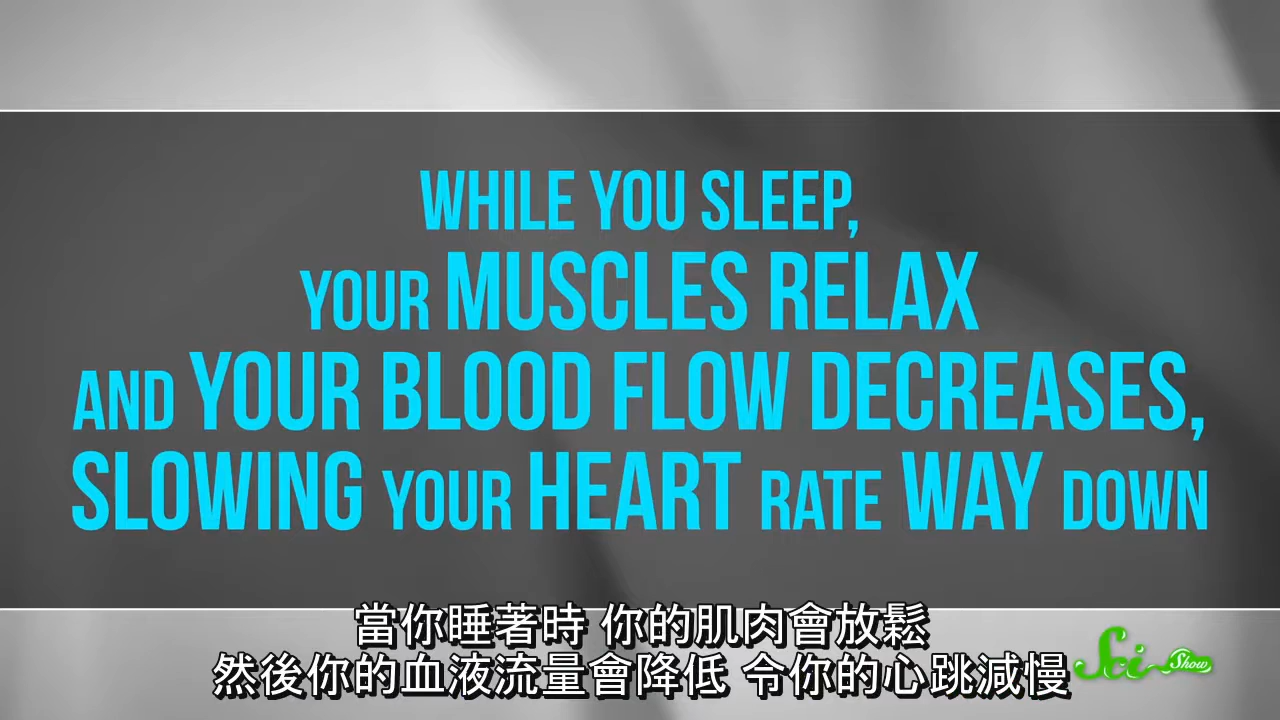 WHILE YOU SLEEP,
YOUR MUSCLES RELAX
AND YOUR BLOOD FLOW DECREASES,
SLOWING YOUR HEART RATE WAY DOWN
當你睡著時 你的肌肉會放鬆
然後你的血液流量會降低 令你的心跳減慢
Sci Show